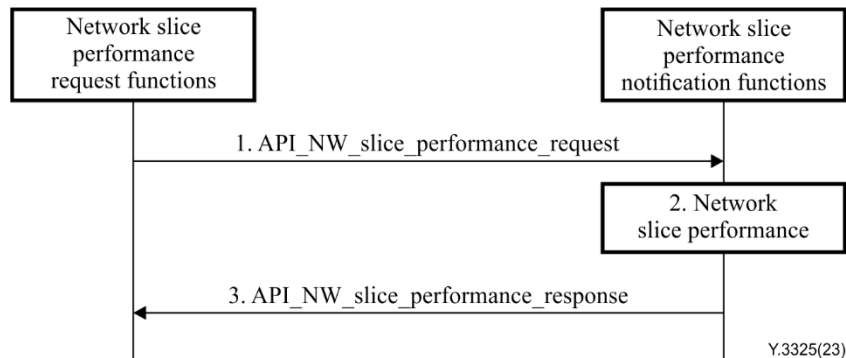 Network slice
performance
request functions
Network slice
performance
notification functions
1. API_NW_slice_performance_request
2. Network
slice performance
3. API_NW_slice_performance_response
Y.3325(23)